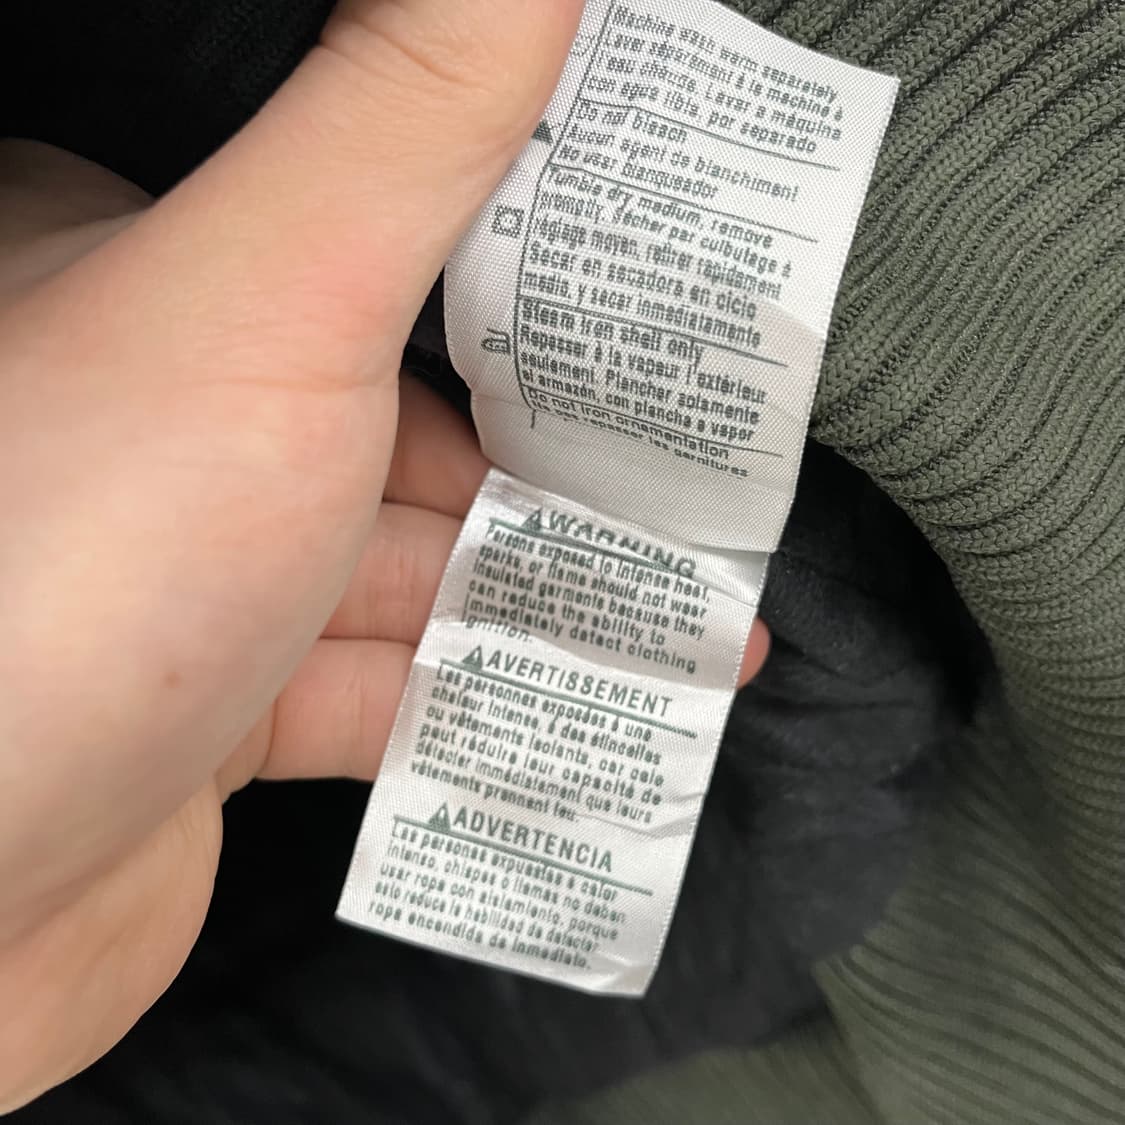 Machine wash warm separately
Laver séparément à la machine à
l'eau chaude. Lavar a máquina
con agua tibia, por separado
Do not bleach
Aucun agent de blanchiment
No usar blanqueador
Tumble dry, medium, remove
promptly. Sécher par culbutage à
réglage moyen, retirer rapidement
Secar en secadora en ciclo
medio, y sacar inmediatamente
Steam iron shell only
Repasser à la vapeur l'extérieur
seulement. Planchar solamente
el armazón, con plancha a vapor
Do not iron ornamentation
Ne pas repasser les garnitures
WARNING
Persons exposed to intense heat,
sparks, or flame should not wear
insulated garments because they
can reduce the ability to
immediately detect clothing
ignition.
AVERTISSEMENT
Les personnes exposées à une
chaleur intense, à des étincelles
ou vêtements isolants, car cela
peut réduire leur capacité de
détecter immédiatement que leurs
vêtements prennent feu.
ADVERTENCIA
Las personas expuestas a calor
intenso, chispas o llamas no deben
usar ropa con aislamiento, porque
esto reduce la habilidad de detectar
ropa encendida de inmediato.